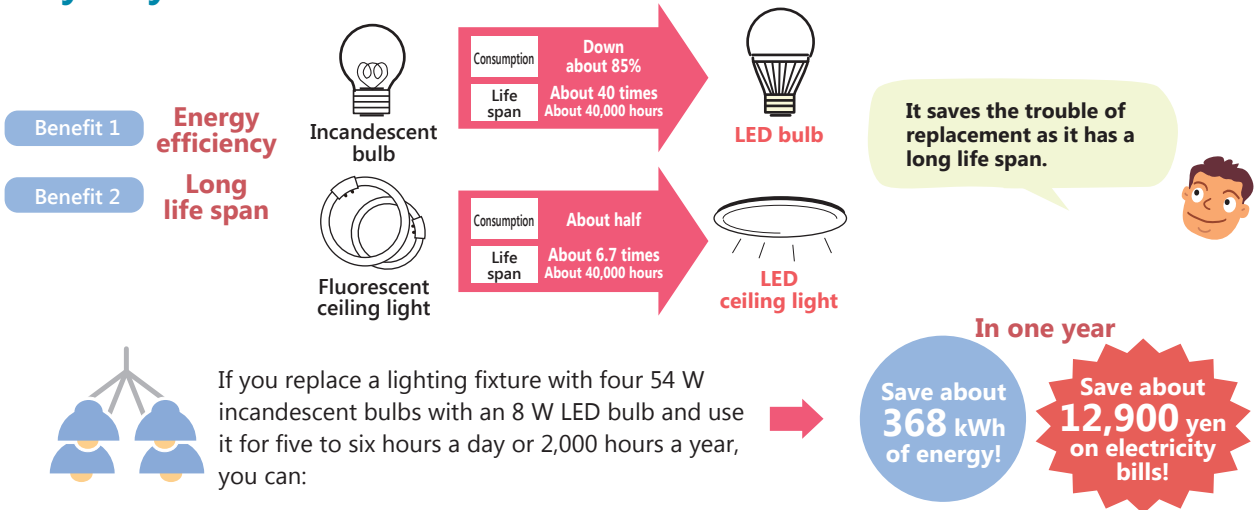 Benefit 1
Energy
efficiency
Benefit 2
Long
life span
Incandescent
bulb
Consumption
Down
about 85%
Life
span
About 40 times
About 40,000 hours
LED bulb
Fluorescent
ceiling light
Consumption
About half
Life
span
About 6.7 times
About 40,000 hours
LED
ceiling light
It saves the trouble of
replacement as it has a
long life span.
If you replace a lighting fixture with four 54 W
incandescent bulbs with an 8 W LED bulb and use
it for five to six hours a day or 2,000 hours a year,
you can:
In one year
Save about
368 kWh
of energy!
Save about
12,900 yen
on electricity
bills!